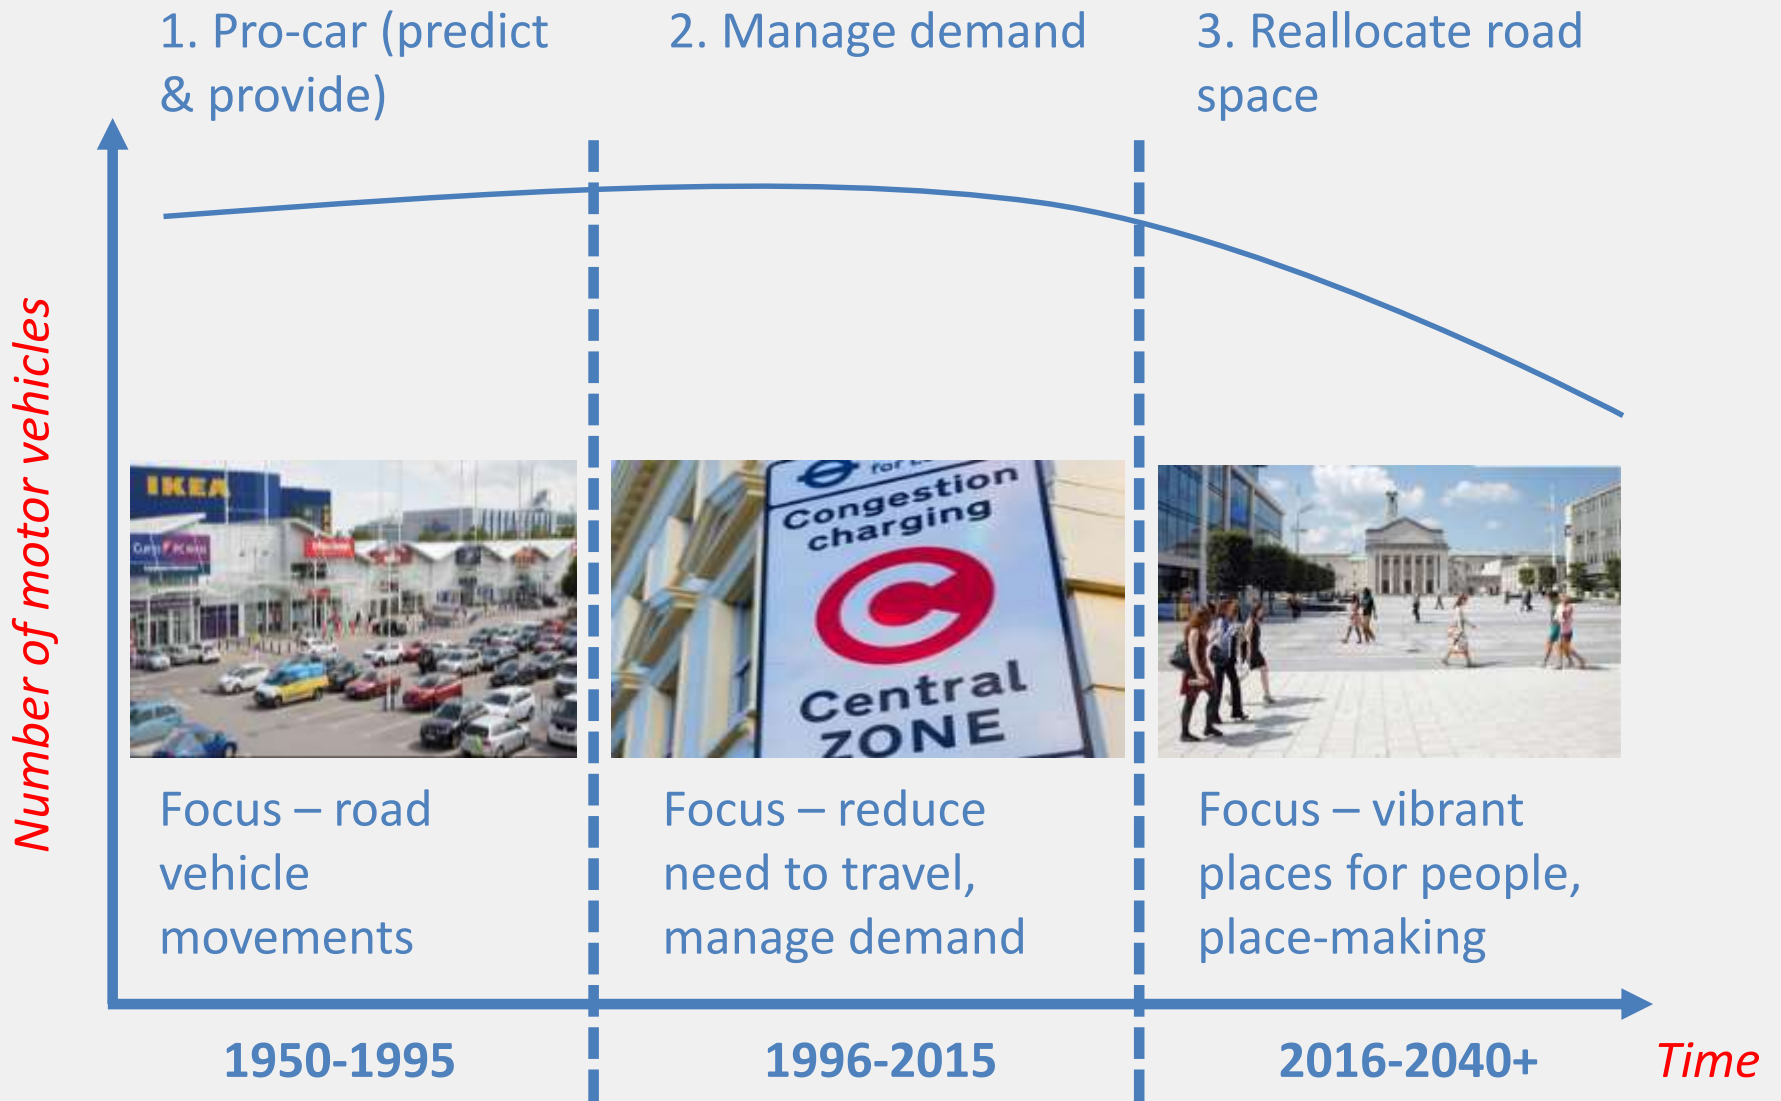 1. Pro-car (predict
& provide)
2. Manage demand
3. Reallocate road
space
Number of motor vehicles
IKEA
Congestion
charging
Central
ZONE
Focus – road
vehicle
movements
Focus – reduce
need to travel,
manage demand
Focus – vibrant
places for people,
place-making
1950-1995
1996-2015
2016-2040+
Time